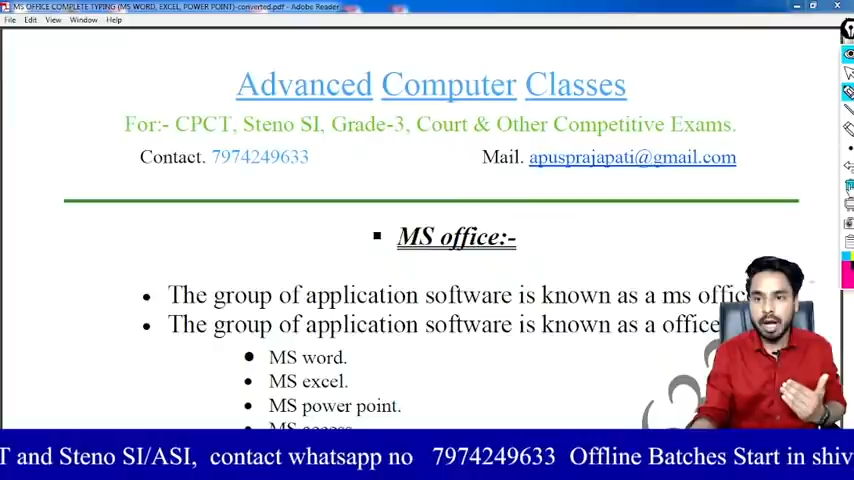 MS OFFICE COMPLETE TYPING (MS WORD, EXCEL, POWER POINT)-converted.pdf - Adobe Reader
File Edit View Window Help
Advanced Computer Classes
For:- CPCT, Steno SI, Grade-3, Court & Other Competitive Exams.
Contact. 7974249633 Mail. apusprajapati@gmail.com
▪ MS office:-
• The group of application software is known as a ms offic
• The group of application software is known as a office
• MS word.
• MS excel.
• MS power point.
• MS access.
T and Steno SI/ASI, contact whatsapp no 7974249633 Offline Batches Start in shiv